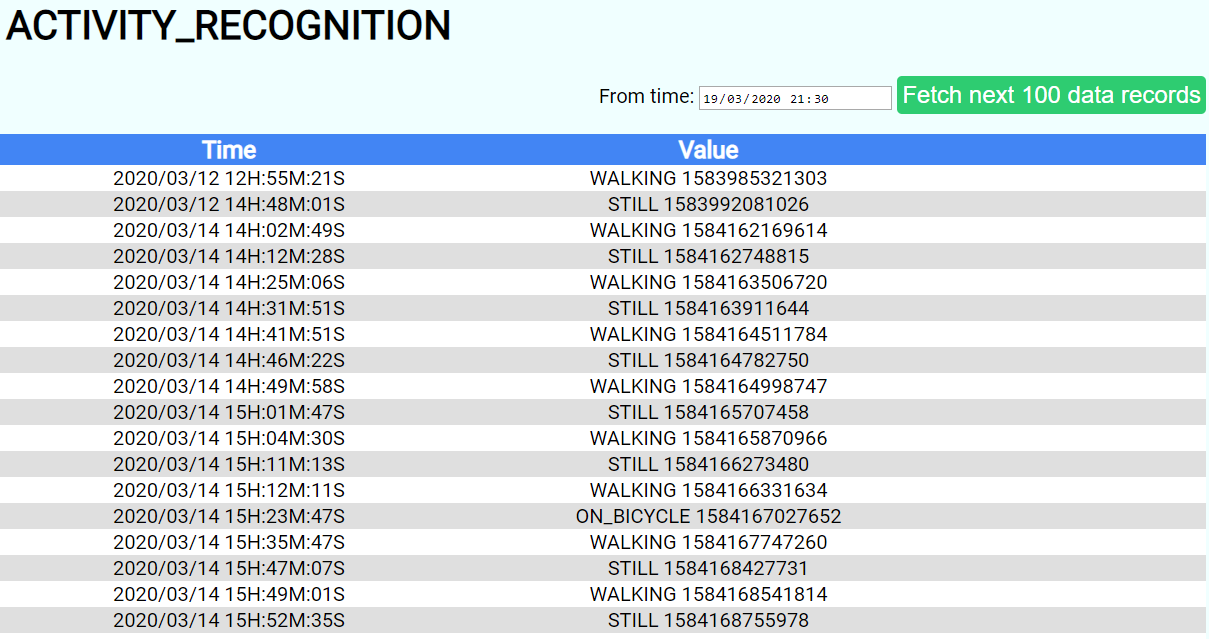 ACTIVITY_RECOGNITION
From time: 19/03/2020 21:30 Fetch next 100 data records
Time Value
2020/03/12 12H:55M:21S WALKING 1583985321303
2020/03/12 14H:48M:01S STILL 1583992081026
2020/03/14 14H:02M:49S WALKING 1584162169614
2020/03/14 14H:12M:28S STILL 1584162748815
2020/03/14 14H:25M:06S WALKING 1584163506720
2020/03/14 14H:31M:51S STILL 1584163911644
2020/03/14 14H:41M:51S WALKING 1584164511784
2020/03/14 14H:46M:22S STILL 1584164782750
2020/03/14 14H:49M:58S WALKING 1584164998747
2020/03/14 15H:01M:47S STILL 1584165707458
2020/03/14 15H:04M:30S WALKING 1584165870966
2020/03/14 15H:11M:13S STILL 1584166273480
2020/03/14 15H:12M:11S WALKING 1584166331634
2020/03/14 15H:23M:47S ON_BICYCLE 1584167027652
2020/03/14 15H:35M:47S WALKING 1584167747260
2020/03/14 15H:47M:07S STILL 1584168427731
2020/03/14 15H:49M:01S WALKING 1584168541814
2020/03/14 15H:52M:35S STILL 1584168755978